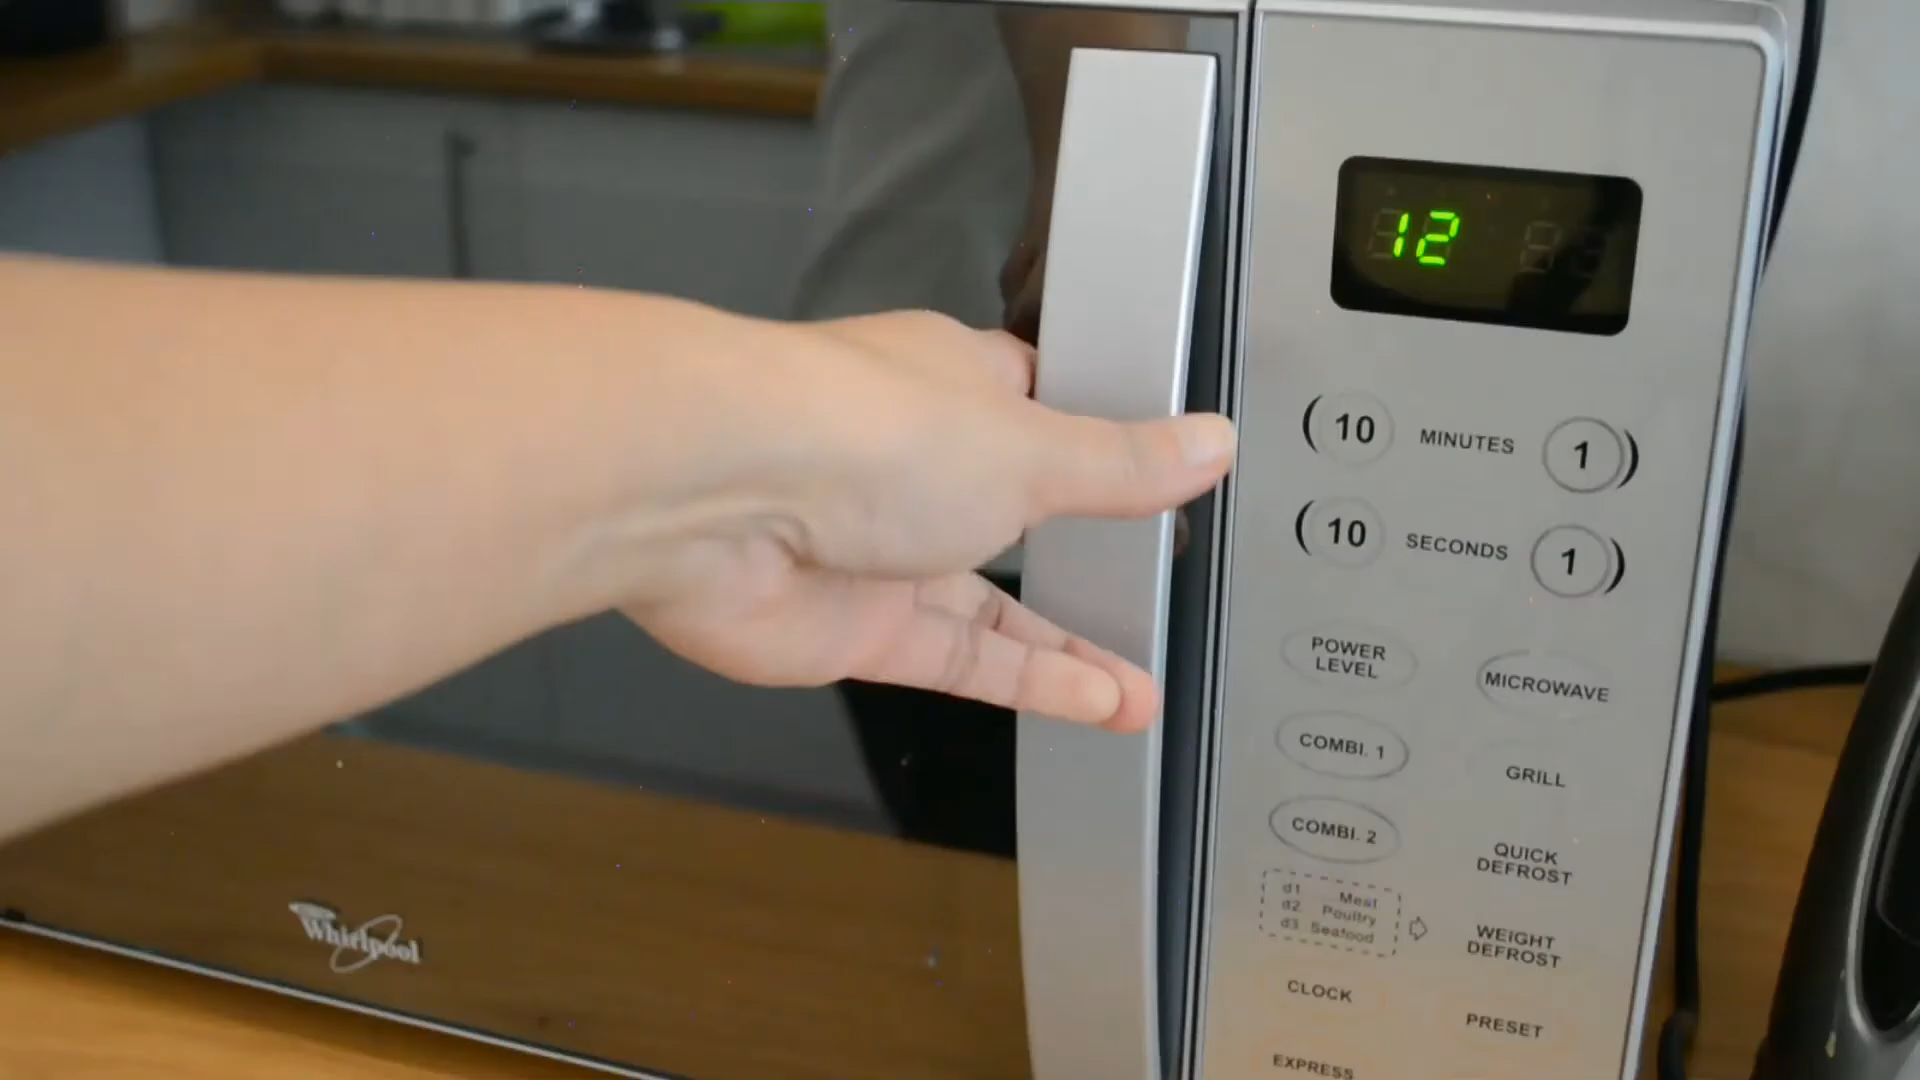 12
10 MINUTES 1
10 SECONDS 1
POWER
LEVEL
MICROWAVE
COMBI. 1
GRILL
COMBI. 2
QUICK
DEFROST
d1 Meat
d2 Poultry
d3 Seafood
WEIGHT
DEFROST
CLOCK
PRESET
EXPRESS
Whirlpool